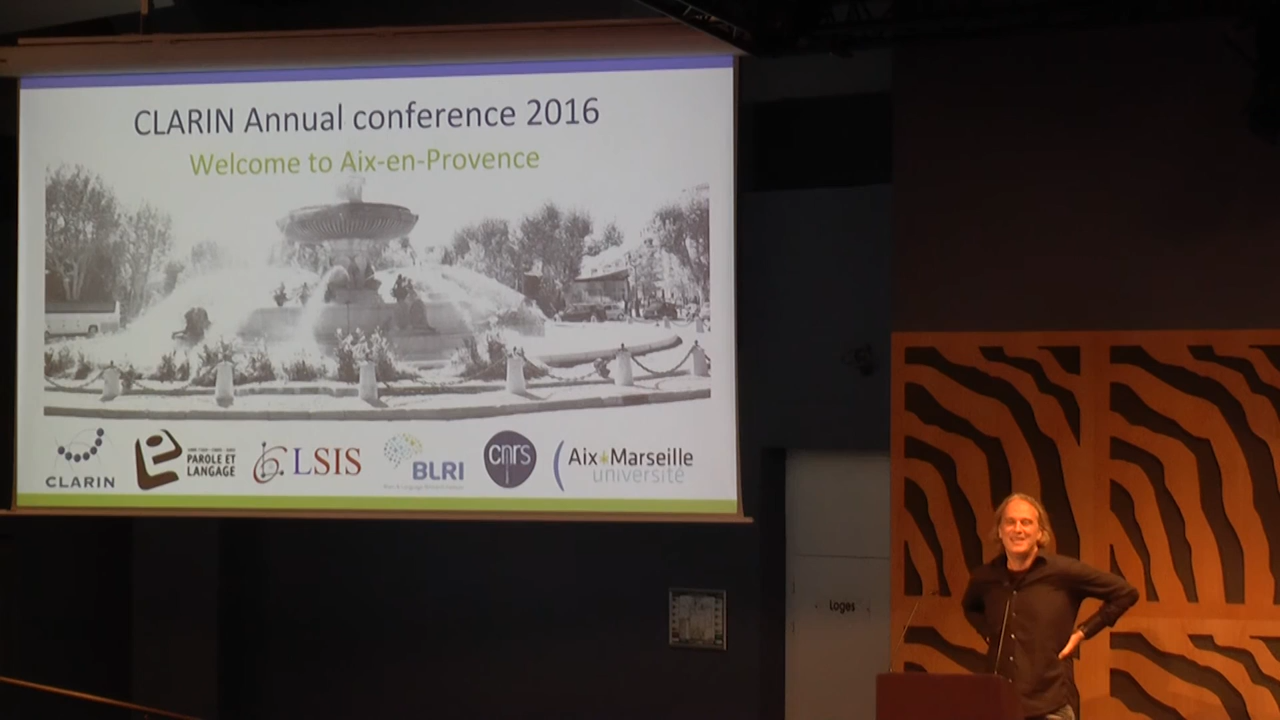 CLARIN Annual conference 2016
Welcome to Aix-en-Provence
CLARIN
PAROLE ET
LANGAGE
LSIS
BLRI
cnrs
Aix Marseille
université
Loges